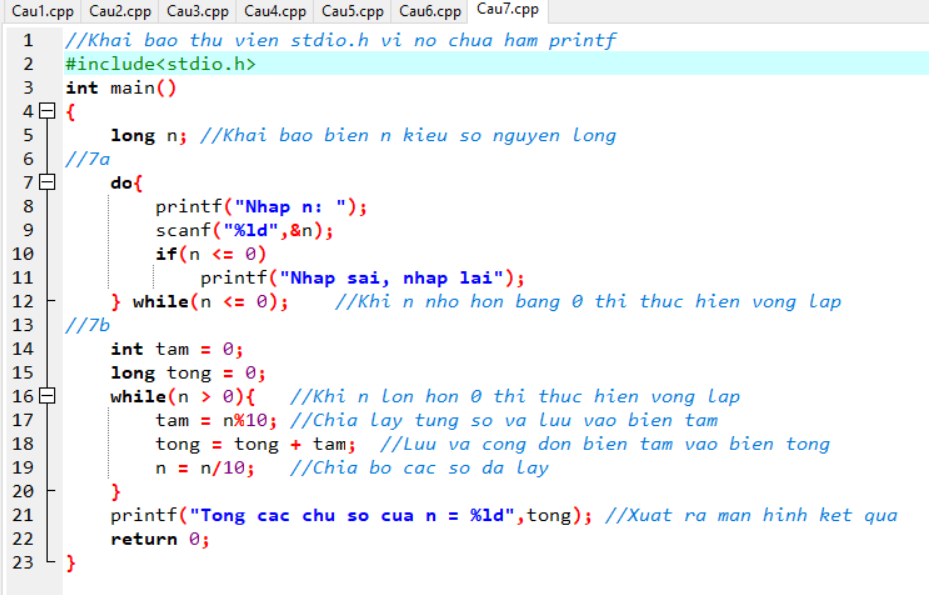 Cau1.cpp Cau2.cpp Cau3.cpp Cau4.cpp Cau5.cpp Cau6.cpp Cau7.cpp
1 //Khai bao thu vien stdio.h vi no chua ham printf
2 #include<stdio.h>
3 int main()
4 {
5 long n; //Khai bao bien n kieu so nguyen long
6 //7a
7 do{
8 printf("Nhap n: ");
9 scanf("%ld",&n);
10 if(n <= 0)
11 printf("Nhap sai, nhap lai");
12 } while(n <= 0); //Khi n nho hon bang 0 thi thuc hien vong lap
13 //7b
14 int tam = 0;
15 long tong = 0;
16 while(n > 0){ //Khi n lon hon 0 thi thuc hien vong lap
17 tam = n%10; //Chia lay tung so va luu vao bien tam
18 tong = tong + tam; //Luu va cong don bien tam vao bien tong
19 n = n/10; //Chia bo cac so da lay
20 }
21 printf("Tong cac chu so cua n = %ld",tong); //Xuat ra man hinh ket qua
22 return 0;
23 }